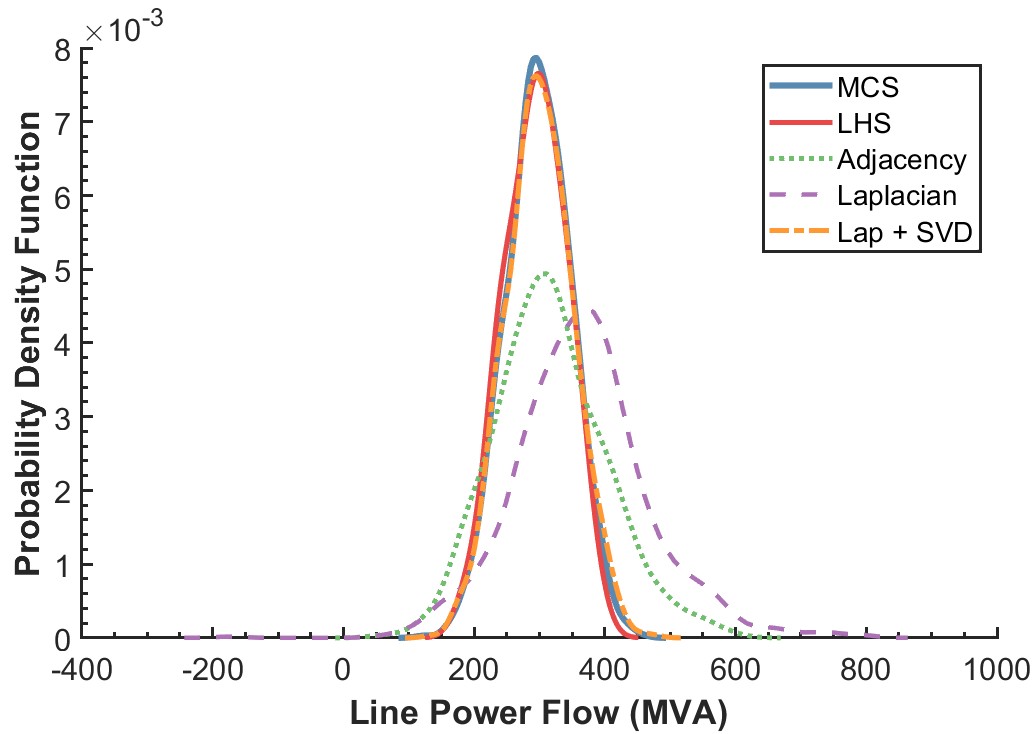 ×10-3
8
7
6
5
4
3
2
1
0
-400 -200 0 200 400 600 800 1000
Probability Density Function
Line Power Flow (MVA)
MCS
LHS
Adjacency
Laplacian
Lap + SVD